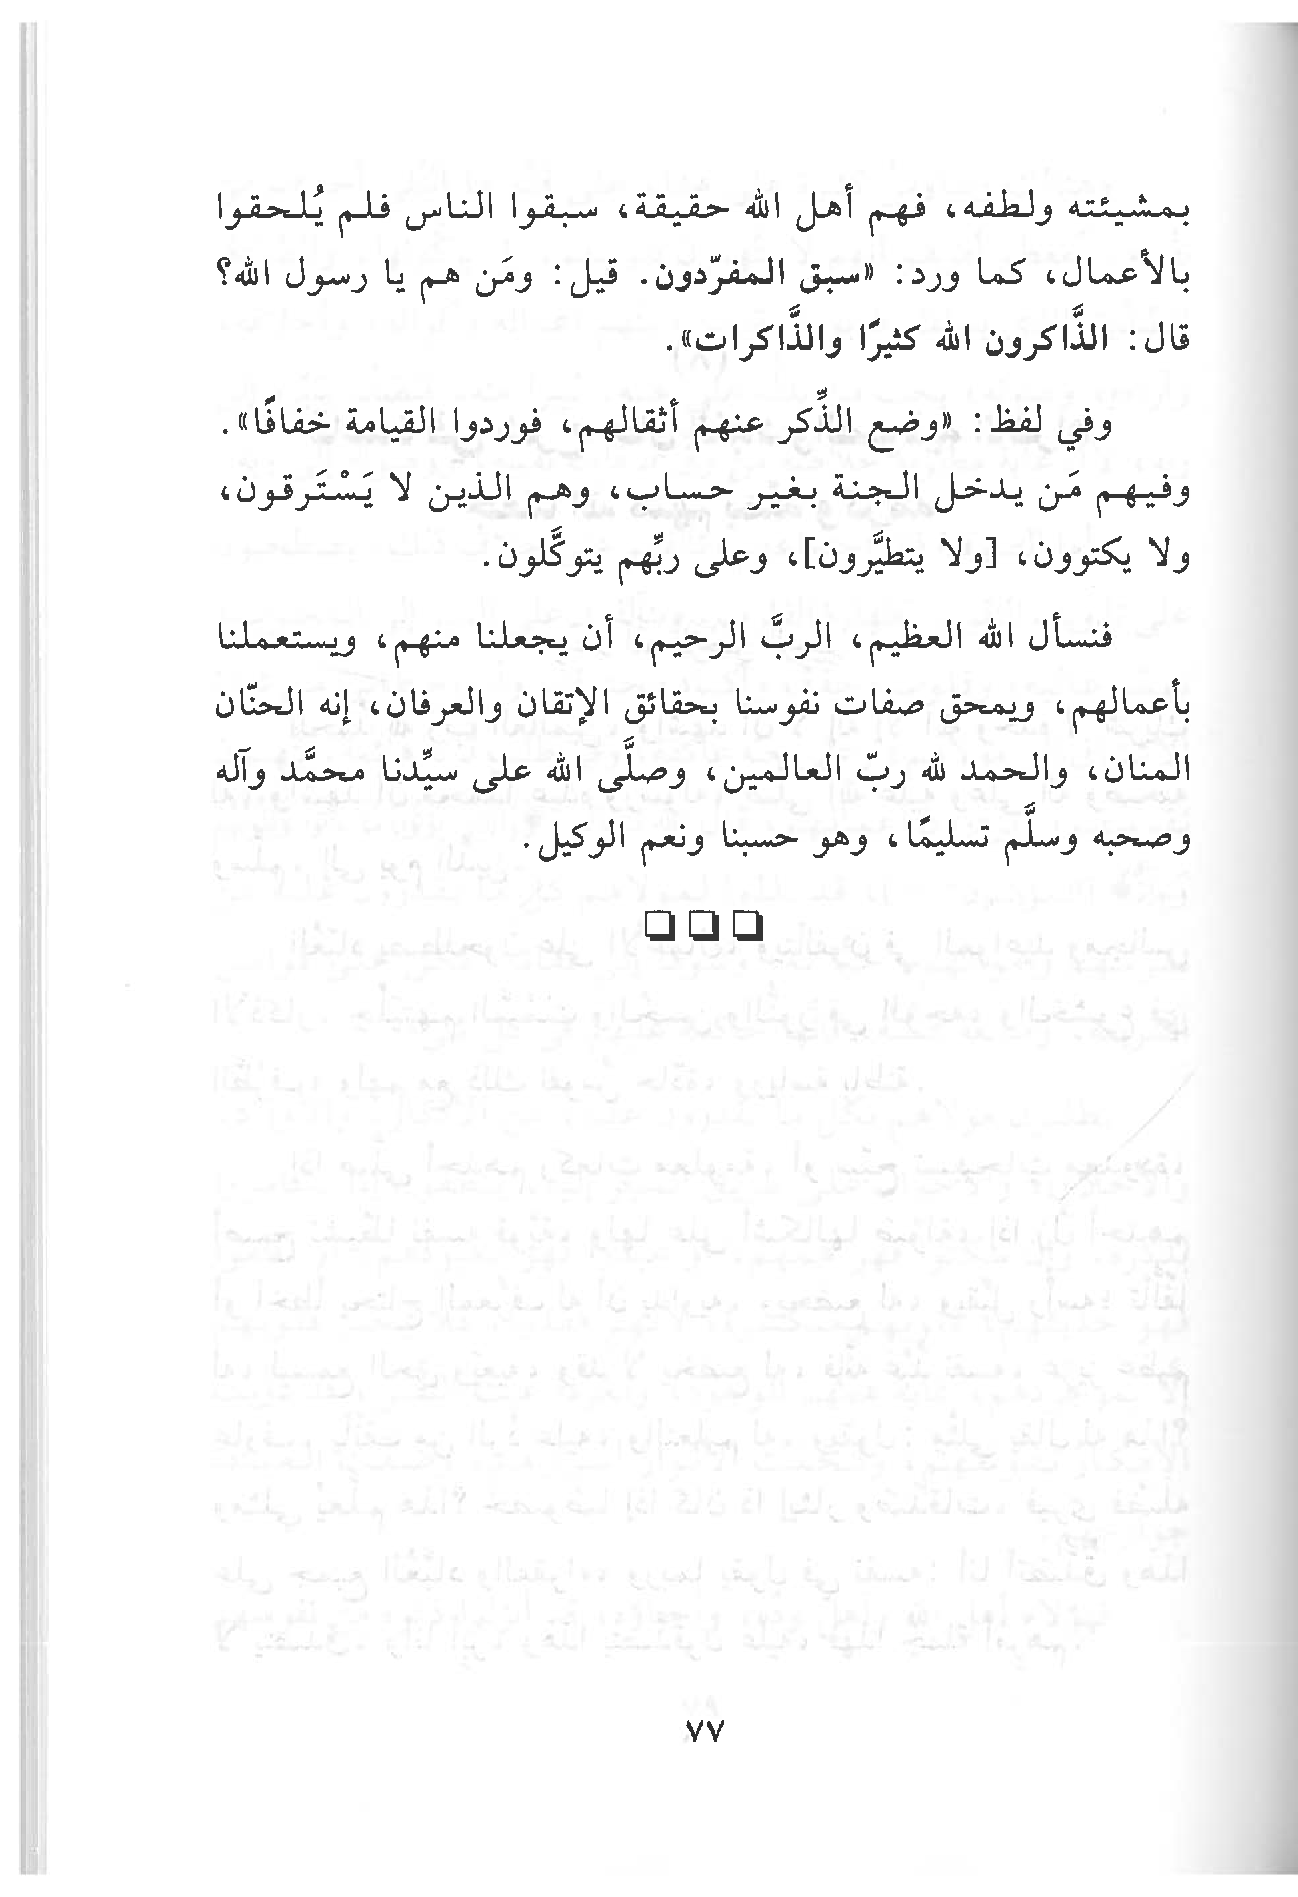 بمشيئته ولطفه، فهم أهل الله حقيقة، سبقوا الناس فلم يُلحقوا
بالأعمال، كما ورد: «سبق المفرّدون. قيل: ومَن هم يا رسول الله؟
قال: الذَّاكرون الله كثيرًا والذَّاكرات».
وفي لفظ: «وضع الذِّكر عنهم أثقالهم، فوردوا القيامة خفافًا».
وفيهم مَن يدخل الجنة بغير حساب، وهم الذين لا يَسْتَرقون،
ولا يكتوون، [ولا يتطيَّرون]، وعلى ربِّهم يتوكَّلون.
فنسأل الله العظيم، الربَّ الرحيم، أن يجعلنا منهم، ويستعملنا
بأعمالهم، ويمحق صفات نفوسنا بحقائق الإتقان والعرفان، إنه الحنّان
المنان، والحمد لله ربّ العالمين، وصلَّى الله على سيِّدنا محمَّد وآله
وصحبه وسلَّم تسليمًا، وهو حسبنا ونعم الوكيل.
٧٧